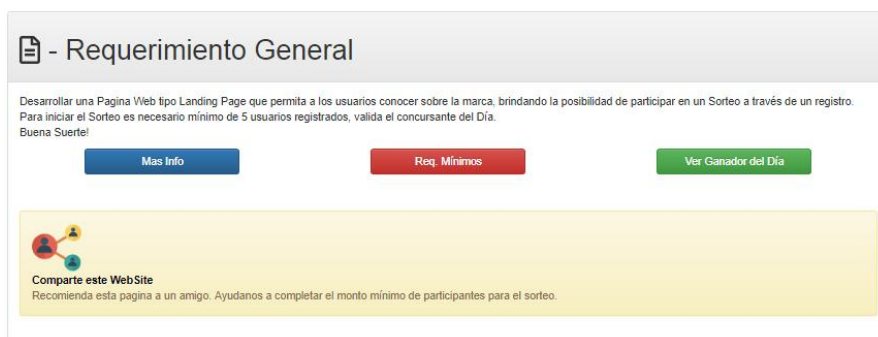 - Requerimiento General
Desarrollar una Pagina Web tipo Landing Page que permita a los usuarios conocer sobre la marca, brindando la posibilidad de participar en un Sorteo a través de un registro.
Para iniciar el Sorteo es necesario mínimo de 5 usuarios registrados, valida el concursante del Día.
Buena Suerte!
Mas Info
Req. Mínimos
Ver Ganador del Día
Comparte este WebSite
Recomienda esta pagina a un amigo. Ayudanos a completar el monto mínimo de participantes para el sorteo.